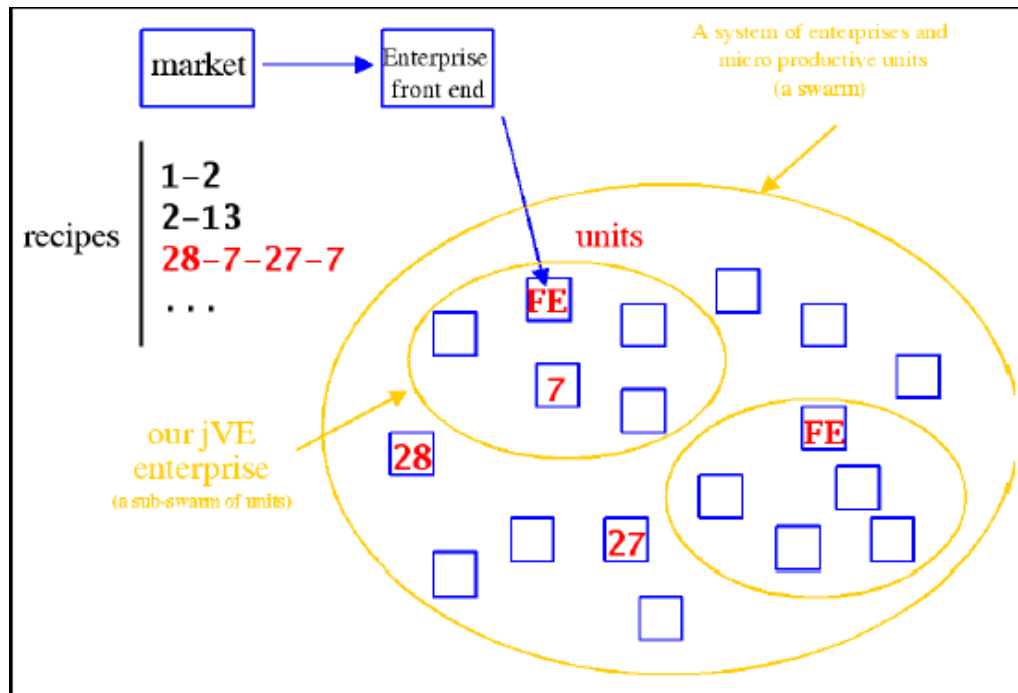 market
Enterprise
front end
A system of enterprises and
micro productive units
(a swarm)
recipes
1-2
2-13
28-7-27-7
...
units
FE
7
our jVE
enterprise
(a sub-swarm of units)
28
FE
27